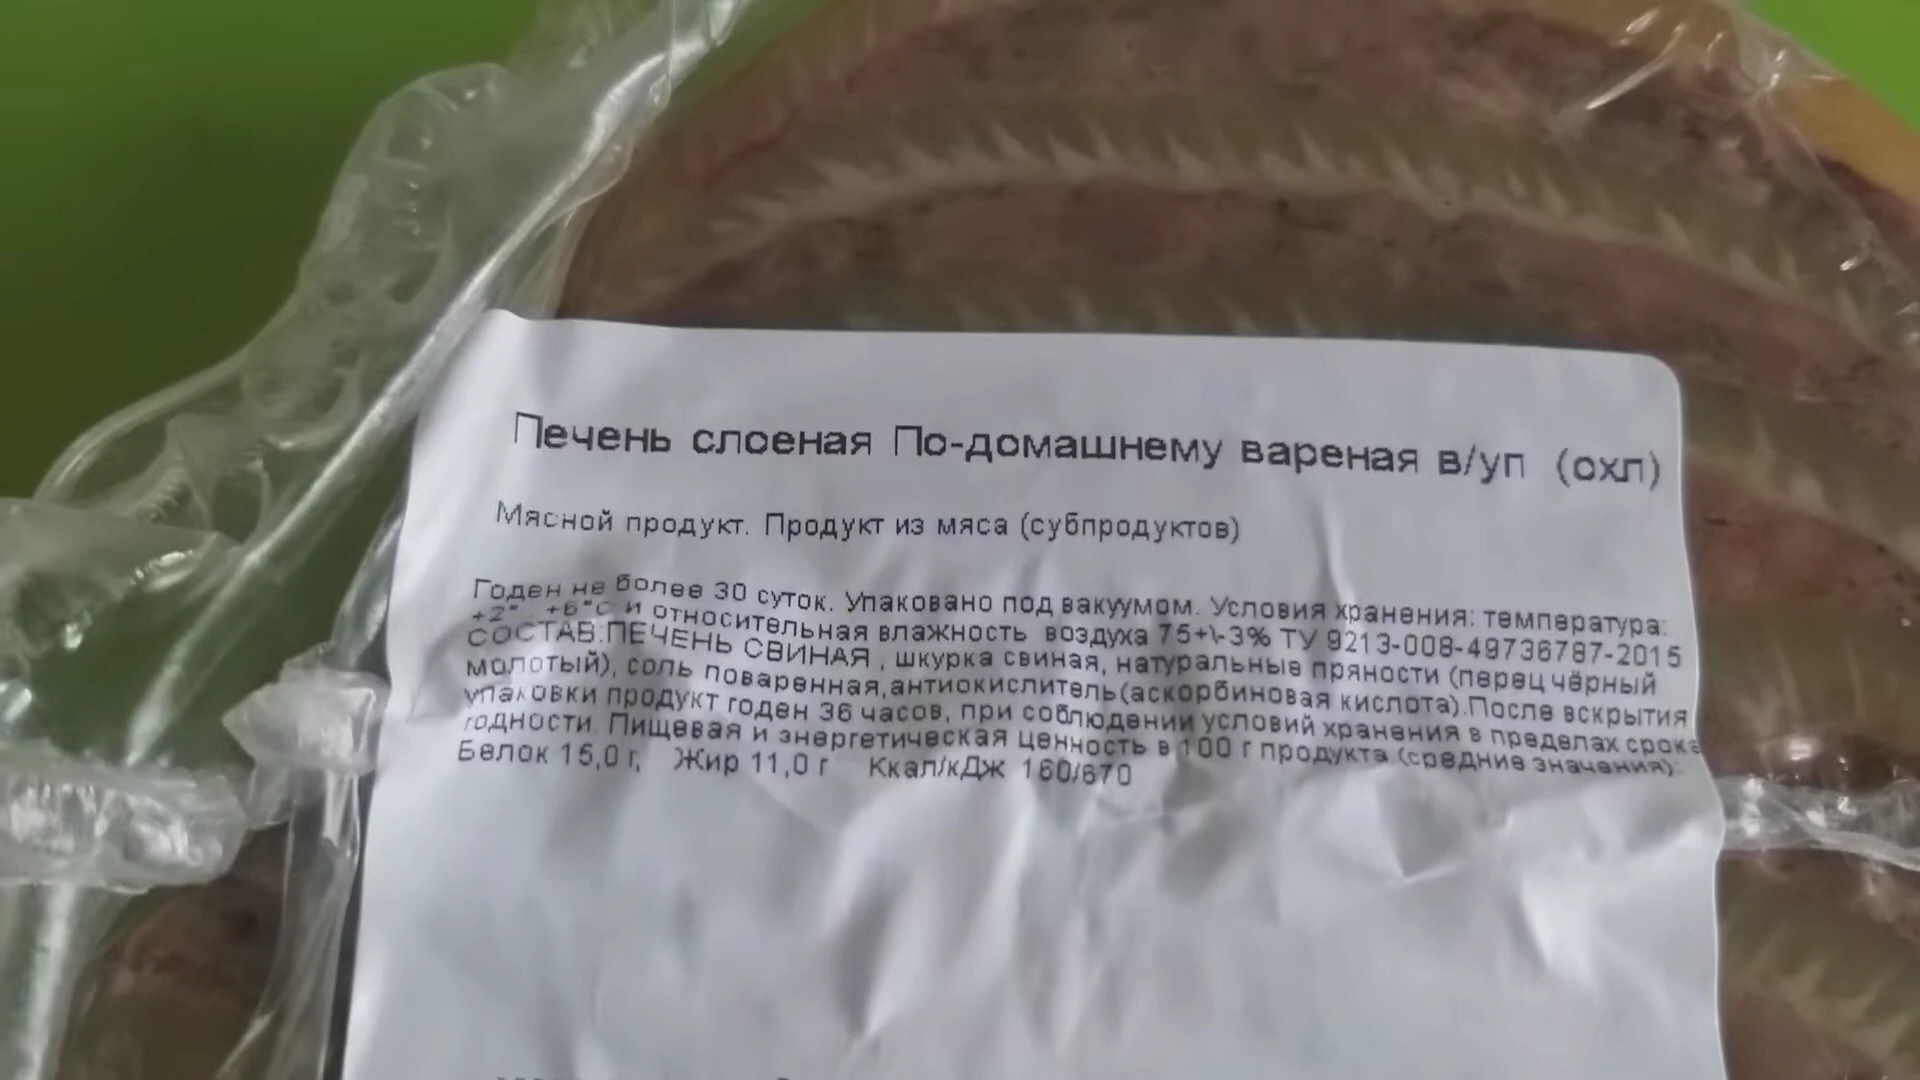 Печень слоеная По-домашнему вареная в/уп (охл)
Мясной продукт. Продукт из мяса (субпродуктов)
Годен не более 30 суток. Упаковано под вакуумом. Условия хранения: температура:
+2°...+6°С и относительная влажность воздуха 75+\-3% ТУ 9213-008-49736787-2015
СОСТАВ:ПЕЧЕНЬ СВИНАЯ , шкурка свиная, натуральные пряности (перец чёрный
молотый), соль поваренная,антиокислитель(аскорбиновая кислота).После вскрытия
упаковки продукт годен 36 часов, при соблюдении условий хранения в пределах срока
годности. Пищевая и энергетическая ценность в 100 г продукта (средние значения):
Белок 15,0 г, Жир 11,0 г Ккал/кДж 160/670